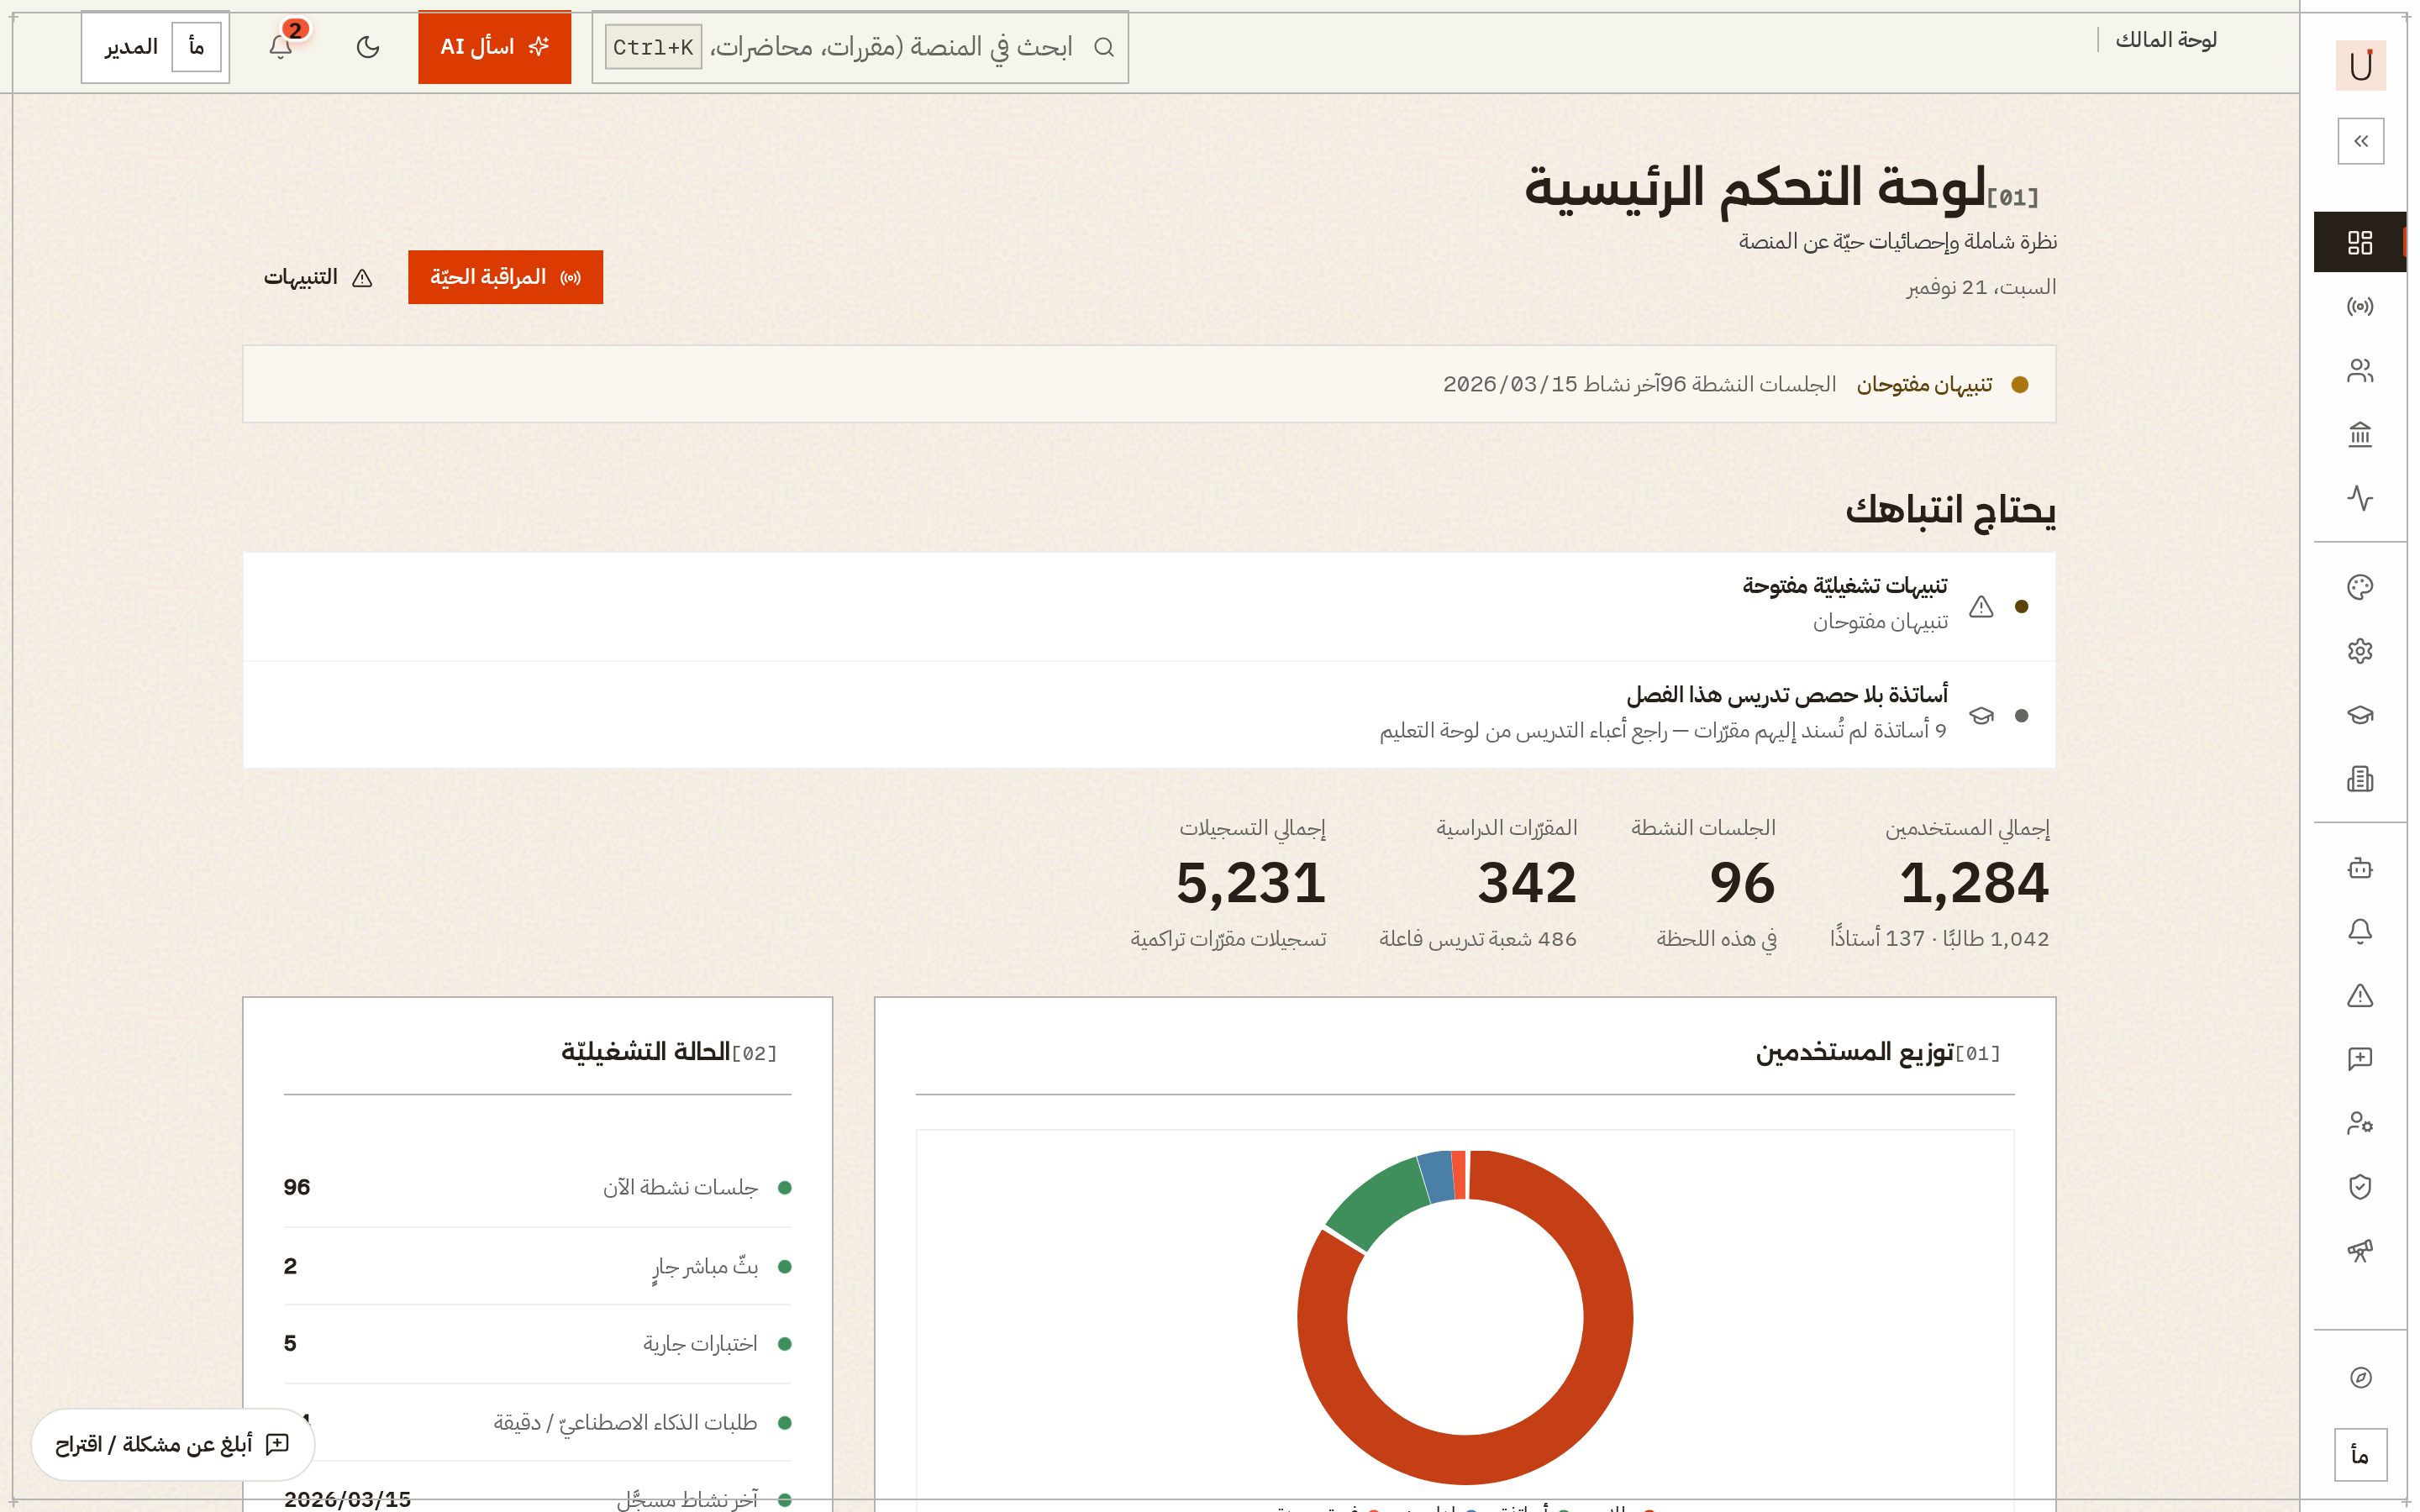 لوحة المالك
ابحث في المنصة (مقررات، محاضرات،
Ctrl+K
اسأل AI
2
مأ
المدير
[01]لوحة التحكم الرئيسية
نظرة شاملة وإحصائيات حيّة عن المنصة
السبت، 21 نوفمبر
المراقبة الحيّة
التنبيهات
تنبيهان مفتوحان الجلسات النشطة 96آخر نشاط 2026/03/15
يحتاج انتباهك
تنبيهات تشغيليّة مفتوحة
تنبيهان مفتوحان
أساتذة بلا حصص تدريس هذا الفصل
9 أساتذة لم تُسند إليهم مقرّرات — راجع أعباء التدريس من لوحة التعليم
إجمالي المستخدمين
1,284
1,042 طالبًا · 137 أستاذًا
الجلسات النشطة
96
في هذه اللحظة
المقرّرات الدراسية
342
486 شعبة تدريس فاعلة
إجمالي التسجيلات
5,231
تسجيلات مقرّرات تراكمية
[01]توزيع المستخدمين
[02]الحالة التشغيليّة
جلسات نشطة الآن 96
بثّ مباشر جارٍ 2
اختبارات جارية 5
طلبات الذكاء الاصطناعيّ / دقيقة
آخر نشاط مسجَّل 2026/03/15
أبلغ عن مشكلة / اقتراح
مأ